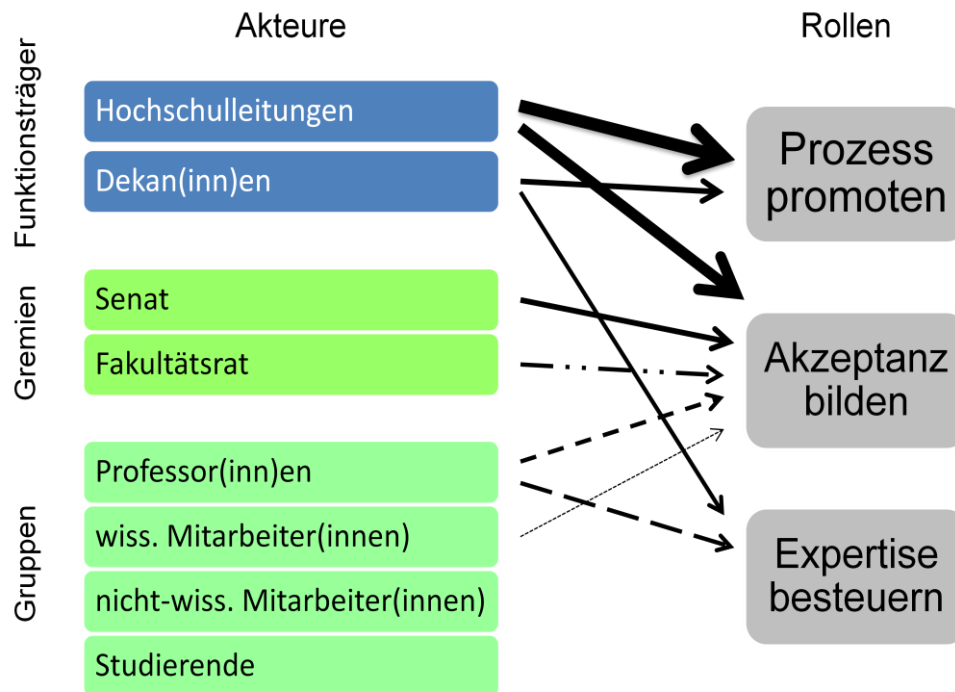 Akteure
Rollen
Funktionsträger
Hochschulleitungen
Dekan(inn)en
Gremien
Senat
Fakultätsrat
Gruppen
Professor(inn)en
wiss. Mitarbeiter(innen)
nicht-wiss. Mitarbeiter(innen)
Studierende
Prozess
promoten
Akzeptanz
bilden
Expertise
besteuern